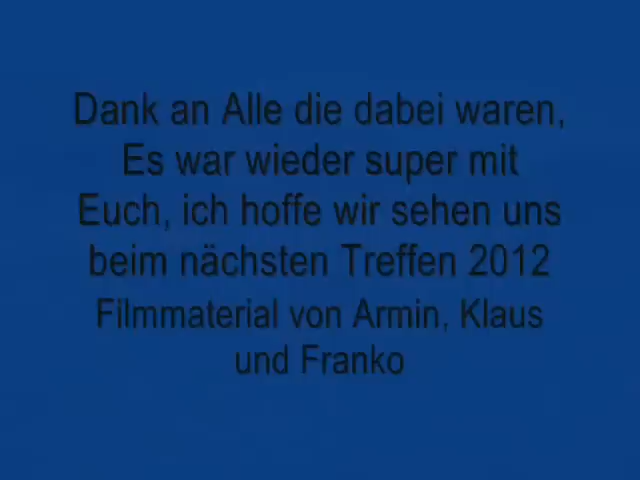 Dank an Alle die dabei waren,
Es war wieder super mit
Euch, ich hoffe wir sehen uns
beim nächsten Treffen 2012
Filmmaterial von Armin, Klaus
und Franko